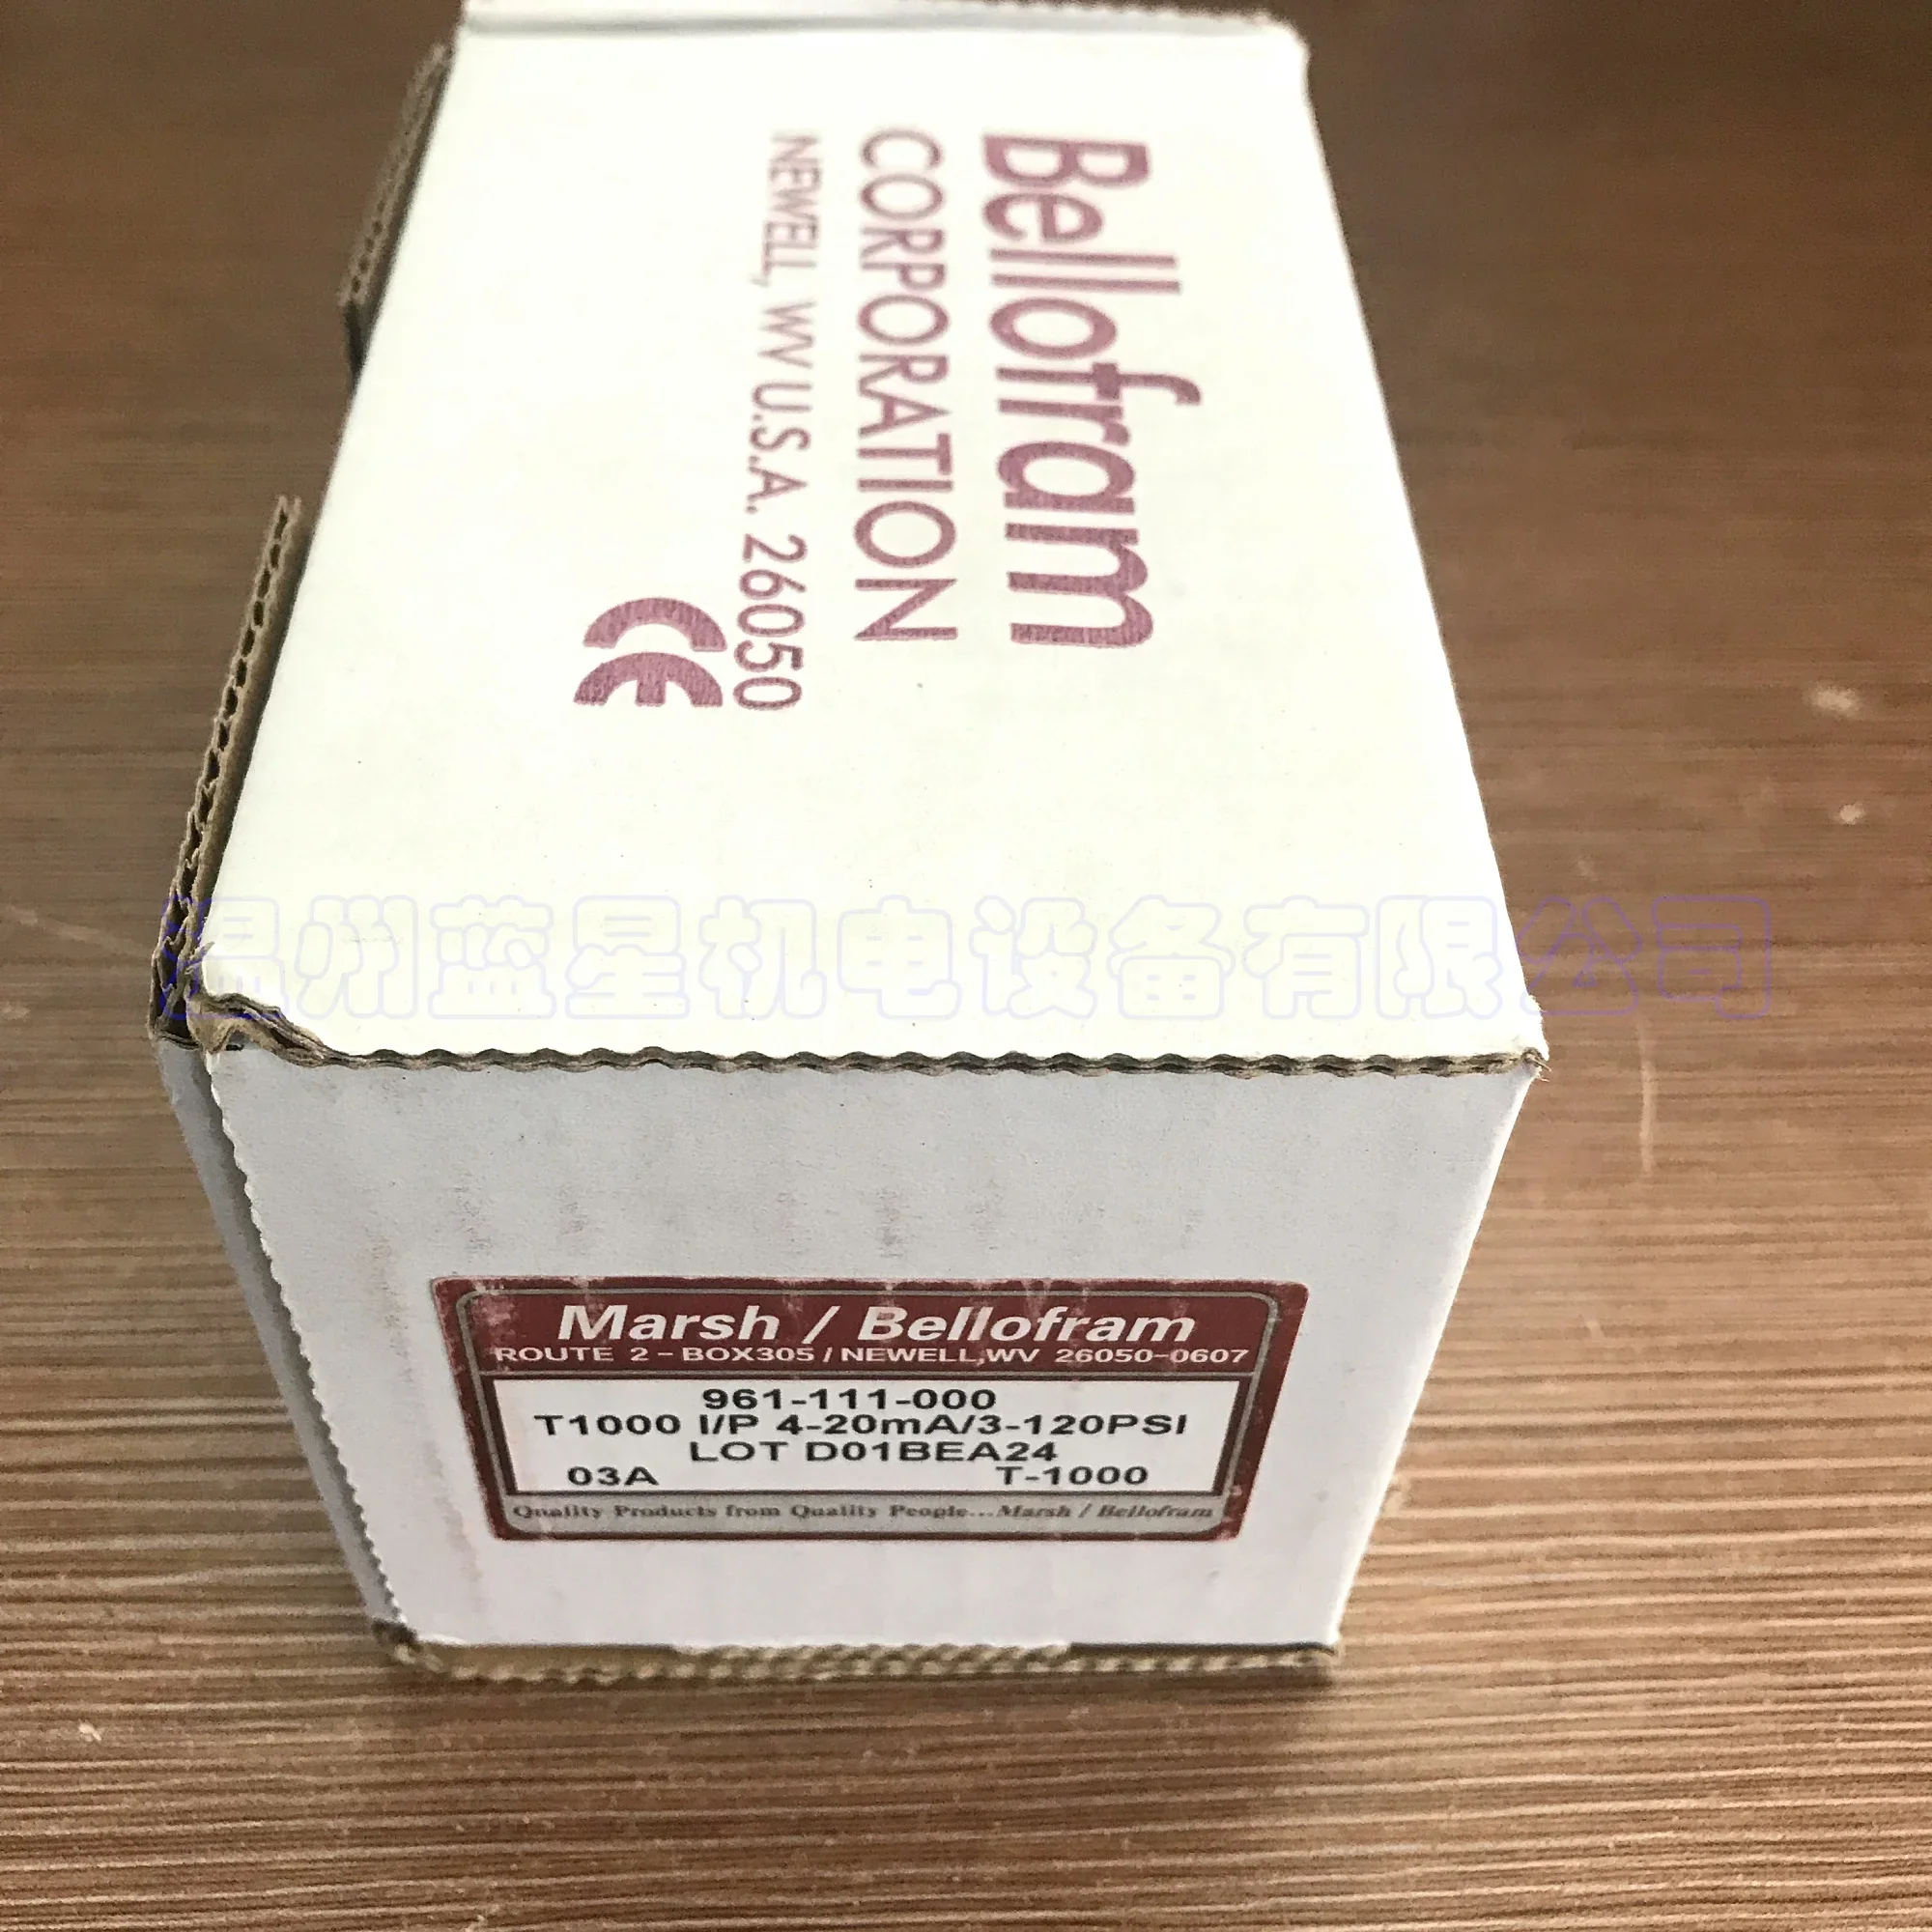 Bellofram
CORPORATION
NEWELL, WV U.S.A. 26050
CE
温州蓝星机电设备有限公司
Marsh / Bellofram
ROUTE 2-BOX305 / NEWELL,WV 26050-0607
961-111-000
T1000 I/P 4-20mA/3-120PSI
LOT D01BEA24
03A T-1000
Quality Products from Quality People...Marsh / Bellofram